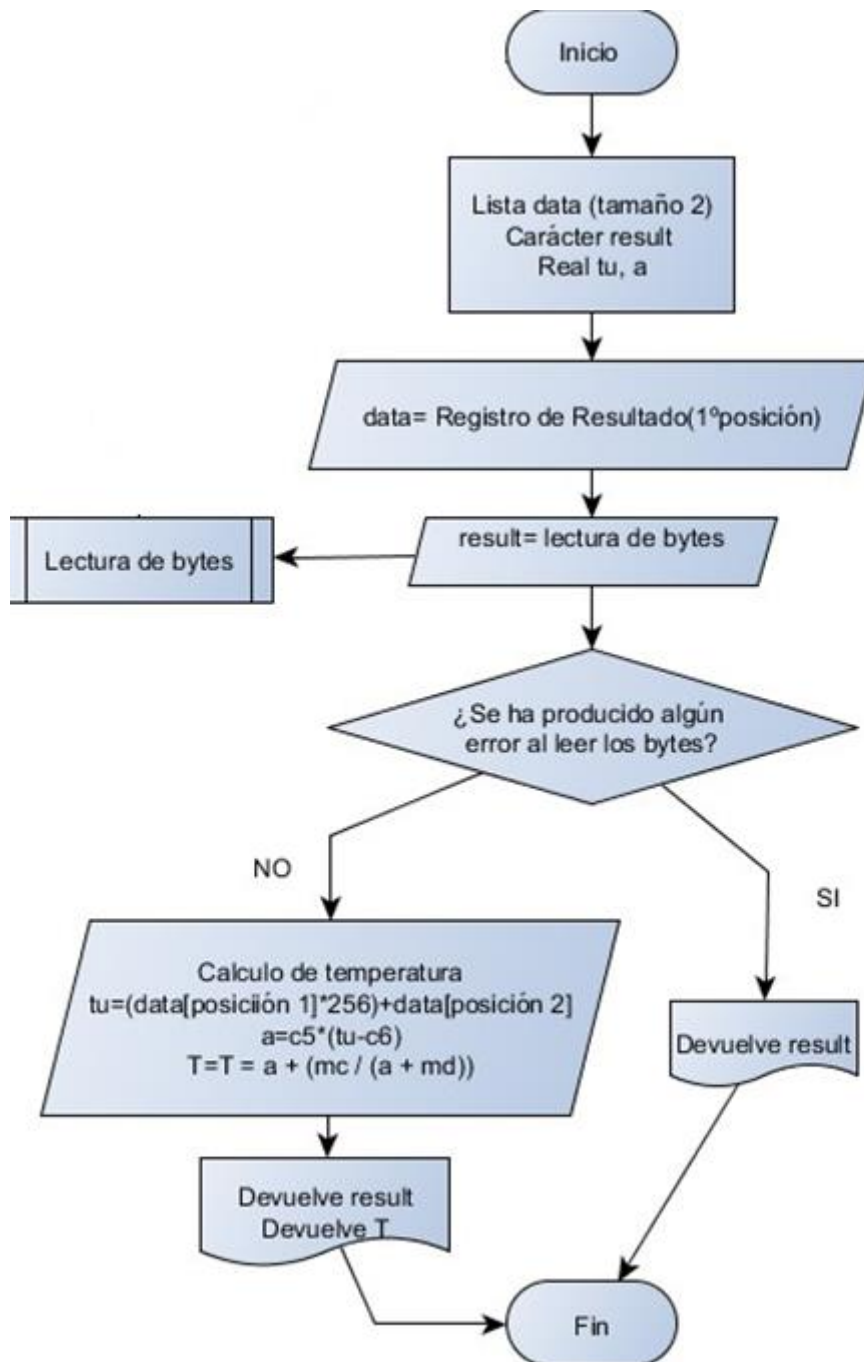 Inicio
Lista data (tamaño 2)
Carácter result
Real tu, a
data= Registro de Resultado(1ºposición)
result= lectura de bytes
Lectura de bytes
¿Se ha producido algún
error al leer los bytes?
NO
SI
Calculo de temperatura
tu=(data[posiciión 1]*256)+data[posición 2]
a=c5*(tu-c6)
T=T = a + (mc / (a + md))
Devuelve result
Devuelve result
Devuelve T
Fin